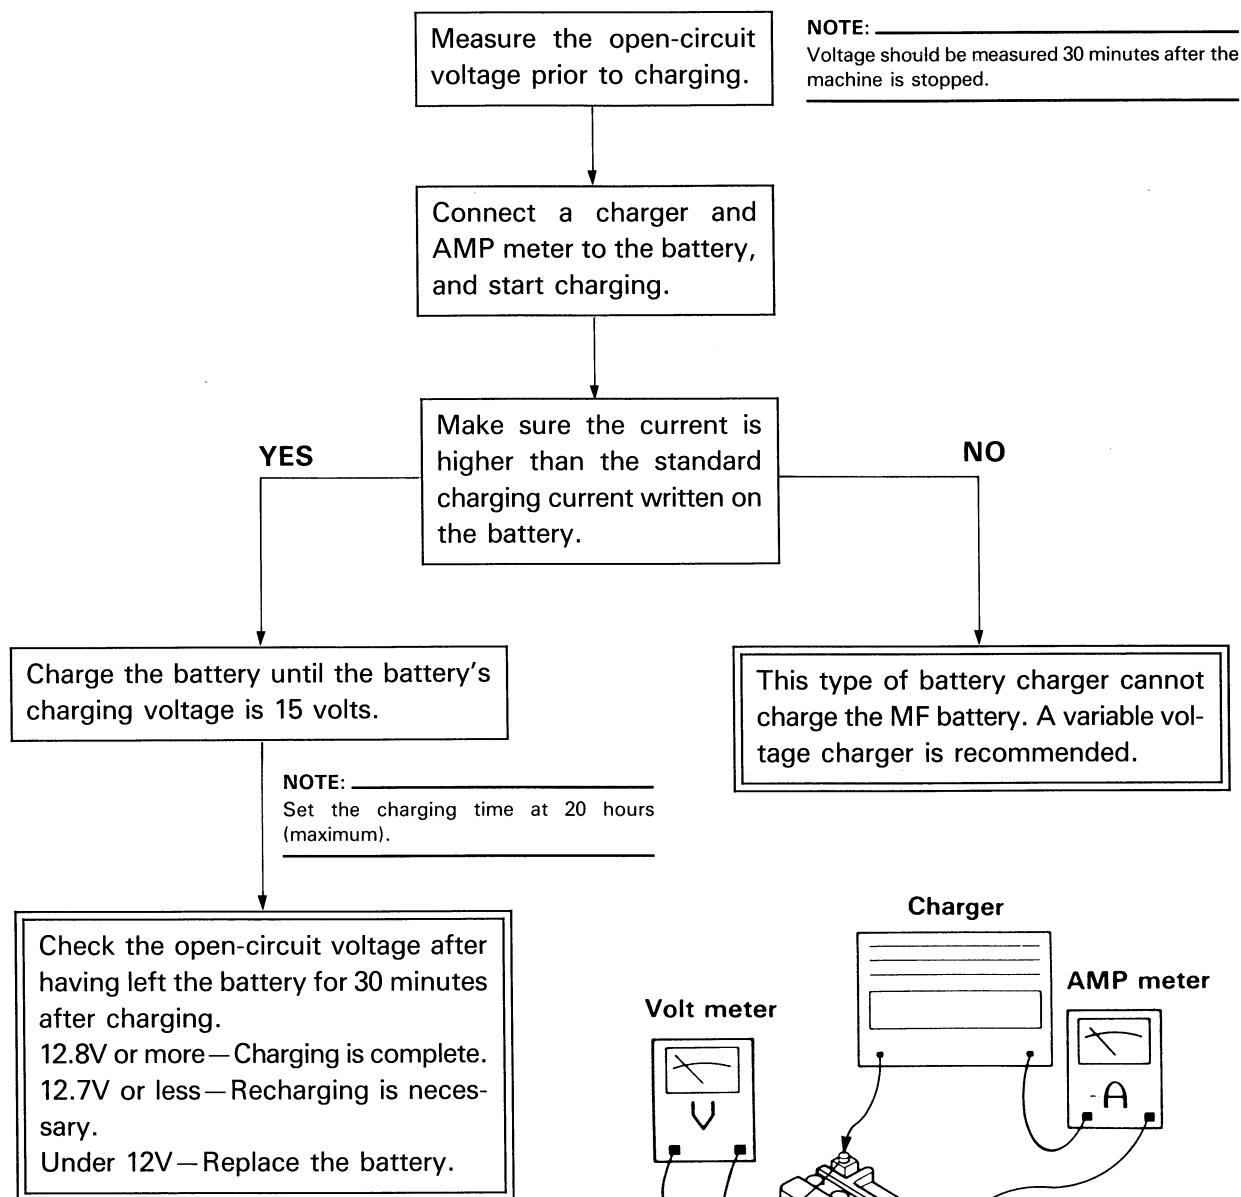 Measure the open-circuit
voltage prior to charging.
NOTE:
Voltage should be measured 30 minutes after the
machine is stopped.
Connect a charger and
AMP meter to the battery,
and start charging.
Make sure the current is
higher than the standard
charging current written on
the battery.
YES
NO
Charge the battery until the battery's
charging voltage is 15 volts.
This type of battery charger cannot
charge the MF battery. A variable vol-
tage charger is recommended.
NOTE:
Set the charging time at 20 hours
(maximum).
Check the open-circuit voltage after
having left the battery for 30 minutes
after charging.
12.8V or more—Charging is complete.
12.7V or less—Recharging is neces-
sary.
Under 12V—Replace the battery.
Charger
AMP meter
Volt meter
V
A